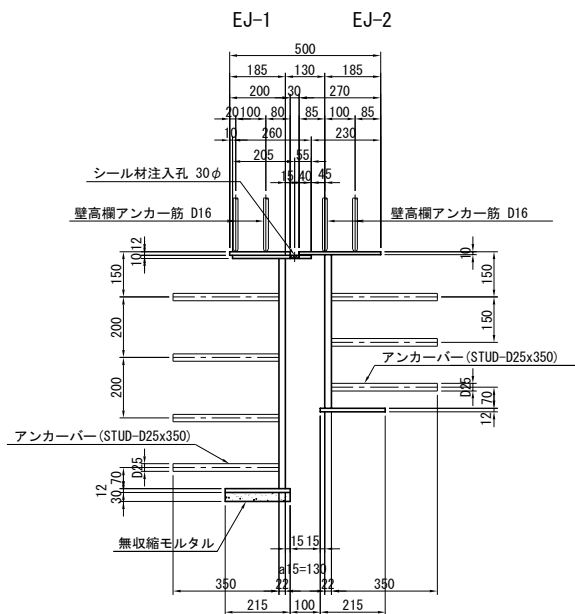 EJ-1 EJ-2
500
185 130 185
200 30 270
20 100 80 85 100 85
10 260 230
205 55
シール材注入孔 30φ
15 40 45
壁高欄アンカー筋 D16
壁高欄アンカー筋 D16
12
10
10
150
150
200
150
200
アンカーバー(STUD-D25x350)
D25
70
12
アンカーバー(STUD-D25x350)
D25
70
12
30
無収縮モルタル
15 15
a15=130
350 22 22 350
215 100 215